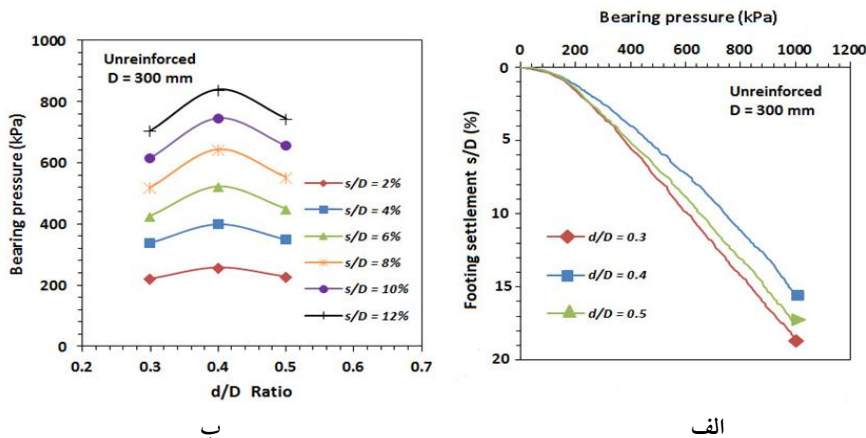 Unreinforced
D = 300 mm
Bearing pressure (kPa)
1000
800
600
400
200
0
0.2 0.3 0.4 0.5 0.6 0.7
d/D Ratio
s/D = 2%
s/D = 4%
s/D = 6%
s/D = 8%
s/D = 10%
s/D = 12%
ب
Bearing pressure (kPa)
0 200 400 600 800 1000
Footing settlement s/D (%)
0
5
10
15
20
Unreinforced
D = 300 mm
d/D = 0.3
d/D = 0.4
d/D = 0.5
الف